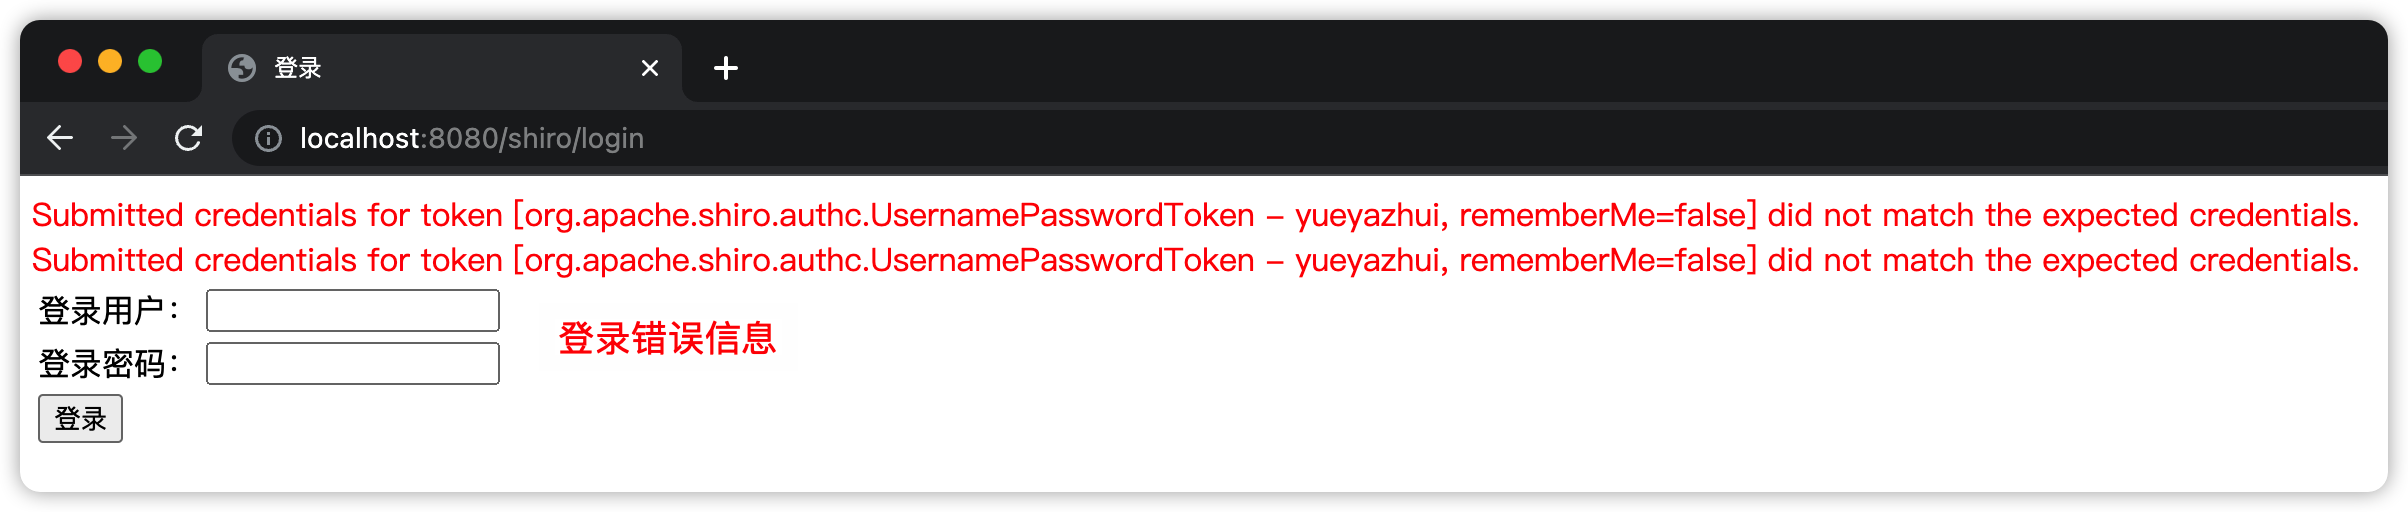 登录
localhost:8080/shiro/login
Submitted credentials for token [org.apache.shiro.authc.UsernamePasswordToken - yueyazhui, rememberMe=false] did not match the expected credentials.
Submitted credentials for token [org.apache.shiro.authc.UsernamePasswordToken - yueyazhui, rememberMe=false] did not match the expected credentials.
登录用户：
登录错误信息
登录密码：
登录